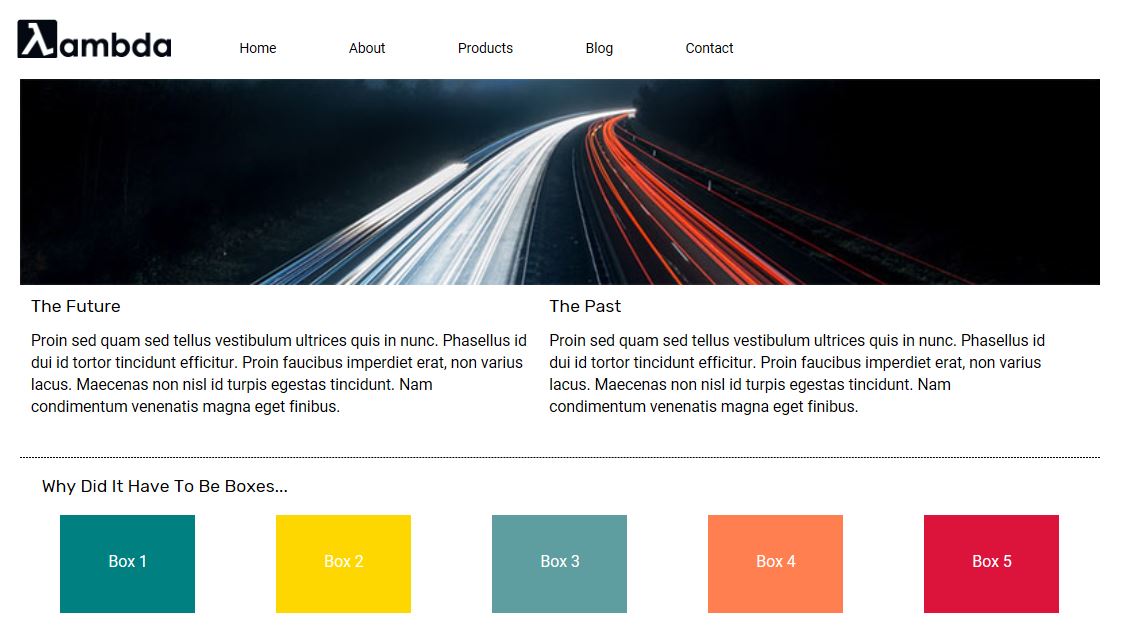 λambda
Home About Products Blog Contact
The Future
Proin sed quam sed tellus vestibulum ultrices quis in nunc. Phasellus id
dui id tortor tincidunt efficitur. Proin faucibus imperdiet erat, non varius
lacus. Maecenas non nisl id turpis egestas tincidunt. Nam
condimentum venenatis magna eget finibus.
The Past
Proin sed quam sed tellus vestibulum ultrices quis in nunc. Phasellus id
dui id tortor tincidunt efficitur. Proin faucibus imperdiet erat, non varius
lacus. Maecenas non nisl id turpis egestas tincidunt. Nam
condimentum venenatis magna eget finibus.
Why Did It Have To Be Boxes...
Box 1 Box 2 Box 3 Box 4 Box 5